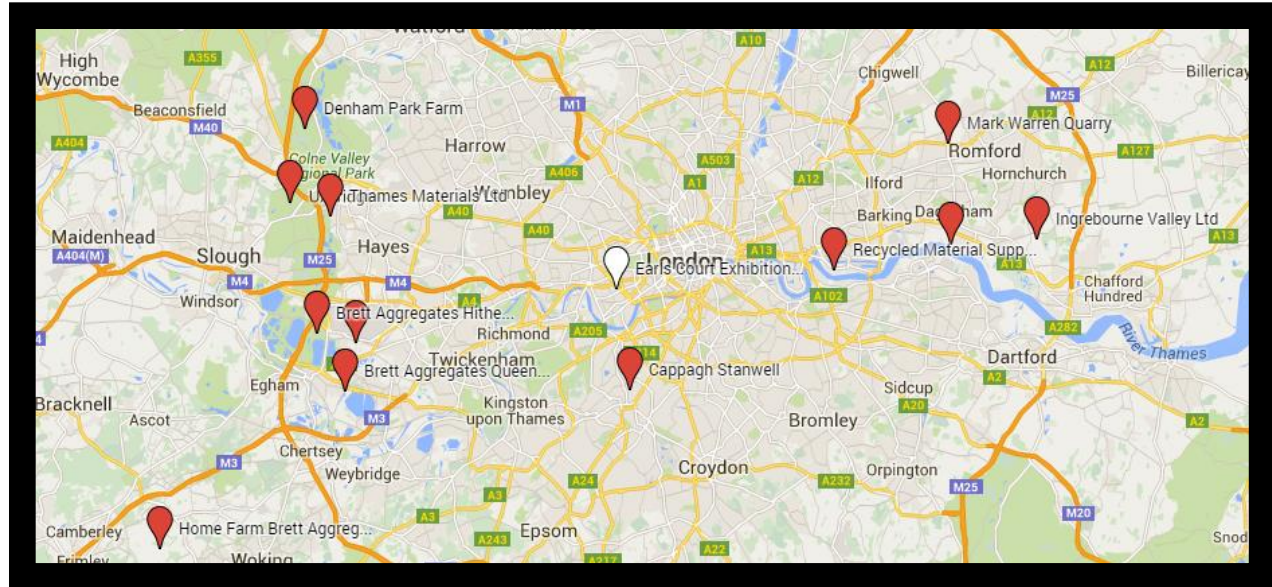 Watford
High
Wycombe
A355
A10
Chigwell
A12
Billericay
Beaconsfield
M40
Denham Park Farm
M1
M25
A12
Mark Warren Quarry
A404
Harrow
A503
Romford
A127
Colne Valley
Regional Park
A406
A1
A12
Ilford
Hornchurch
Thames Materials Ltd
Wembley
A40
Barking
Dagenham
Ingrebourne Valley Ltd
A13
Maidenhead
A404(M)
Slough
Hayes
A40
A13
Recycled Material Supp...
A13
M25
London
Earls Court Exhibition...
M4
M4
A102
Chafford
Hundred
Windsor
A4
Brett Aggregates Hithe...
Richmond
A205
A282
River Thames
Twickenham
Brett Aggregates Queen...
Cappagh Stanwell
Dartford
A2
Egham
Sidcup
Bracknell
Ascot
M3
Kingston
upon Thames
Bromley
A20
A2
Chertsey
M3
Weybridge
Croydon
Orpington
A24
A232
M25
A3
M20
Camberley
Home Farm Brett Aggreg...
A3
A243
Epsom
Frimley
Woking
A217
A22